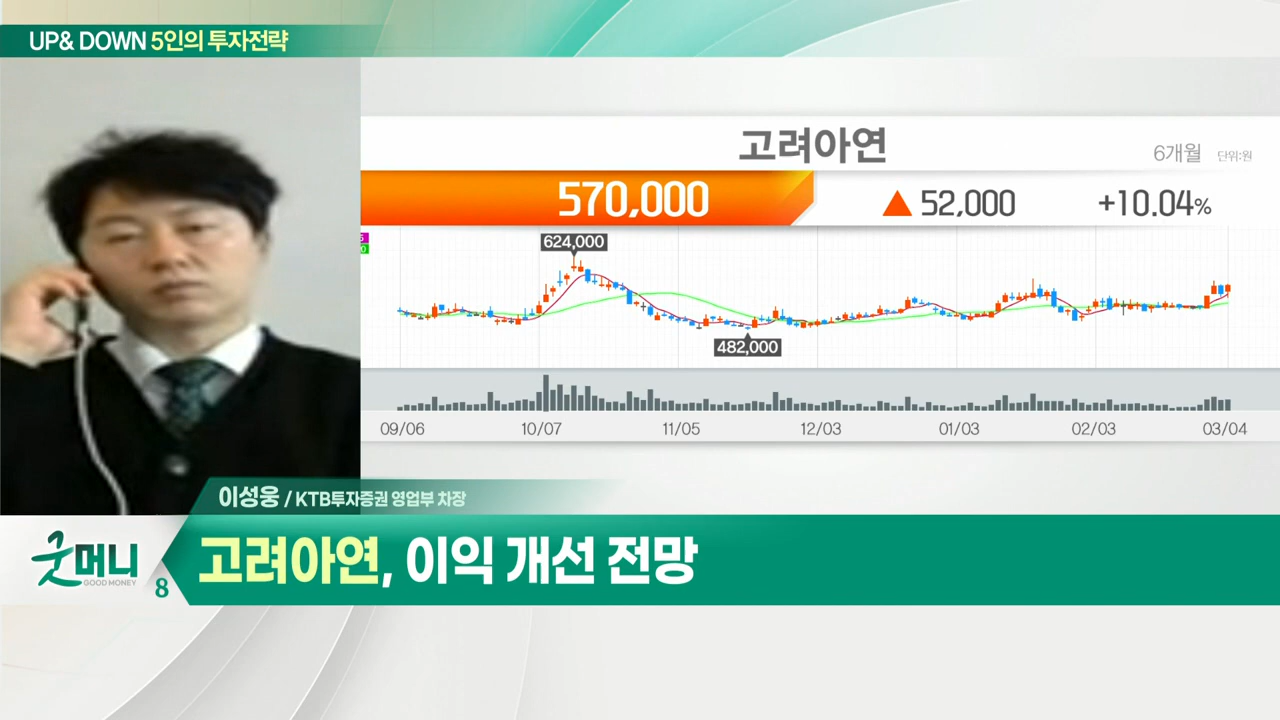 UP& DOWN 5인의 투자전략
고려아연
6개월 단위:원
570,000 ▲ 52,000 +10.04%
624,000
482,000
09/06 10/07 11/05 12/03 01/03 02/03 03/04
이성웅 / KTB투자증권 영업부 차장
굿머니
GOOD MONEY
8
고려아연, 이익 개선 전망